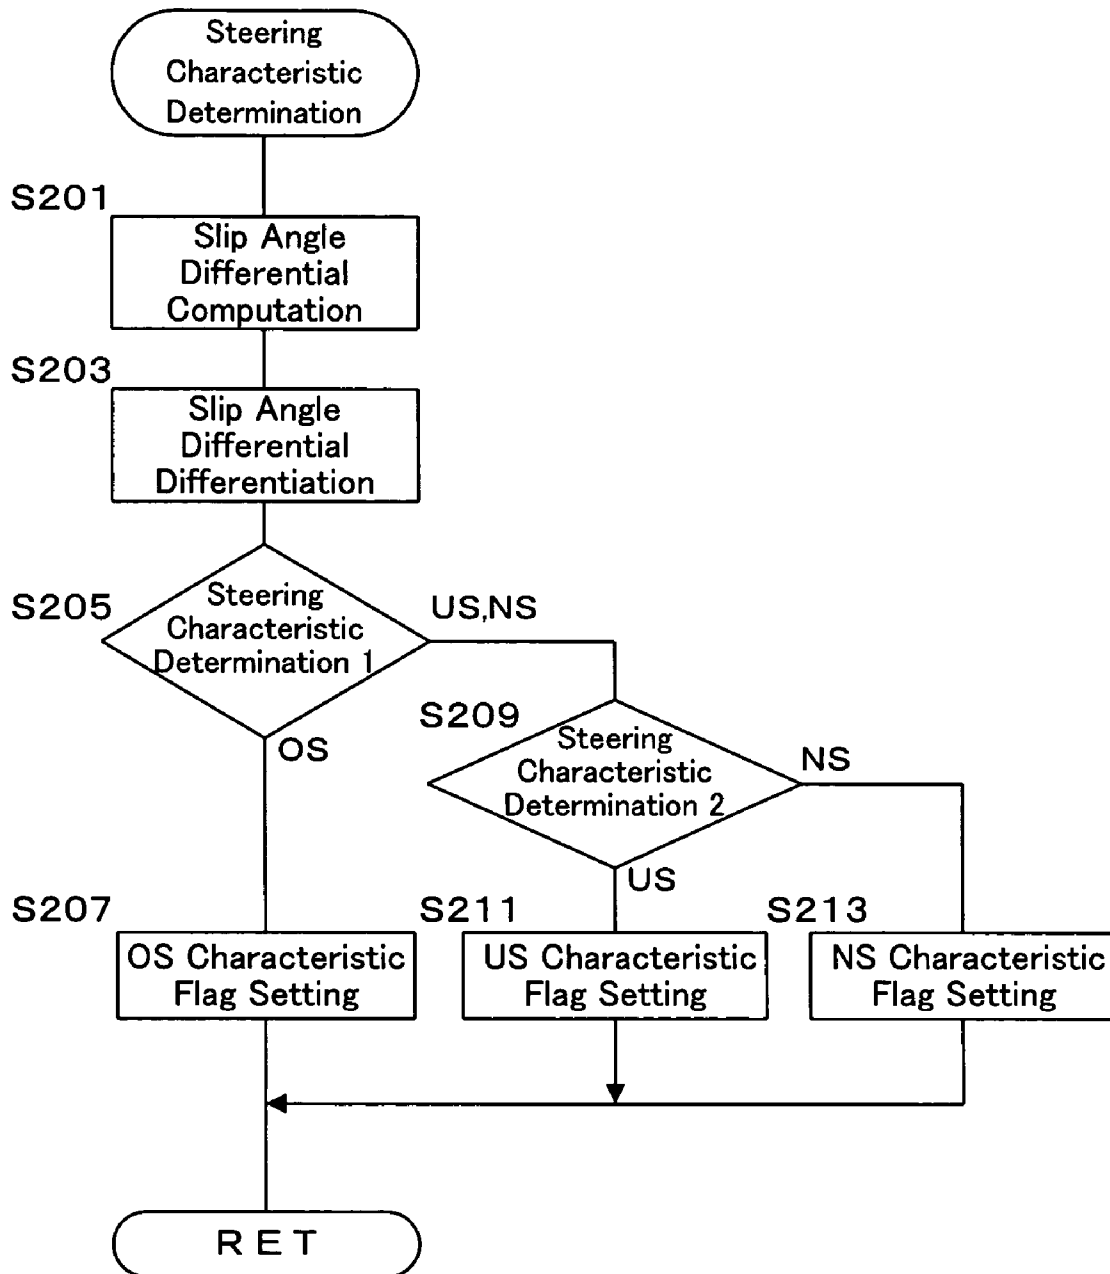 Steering
Characteristic
Determination
S201
Slip Angle
Differential
Computation
S203
Slip Angle
Differential
Differentiation
S205
Steering
Characteristic
Determination 1
US,NS
OS
S209
Steering
Characteristic
Determination 2
NS
US
S207
OS Characteristic
Flag Setting
S211
US Characteristic
Flag Setting
S213
NS Characteristic
Flag Setting
RET